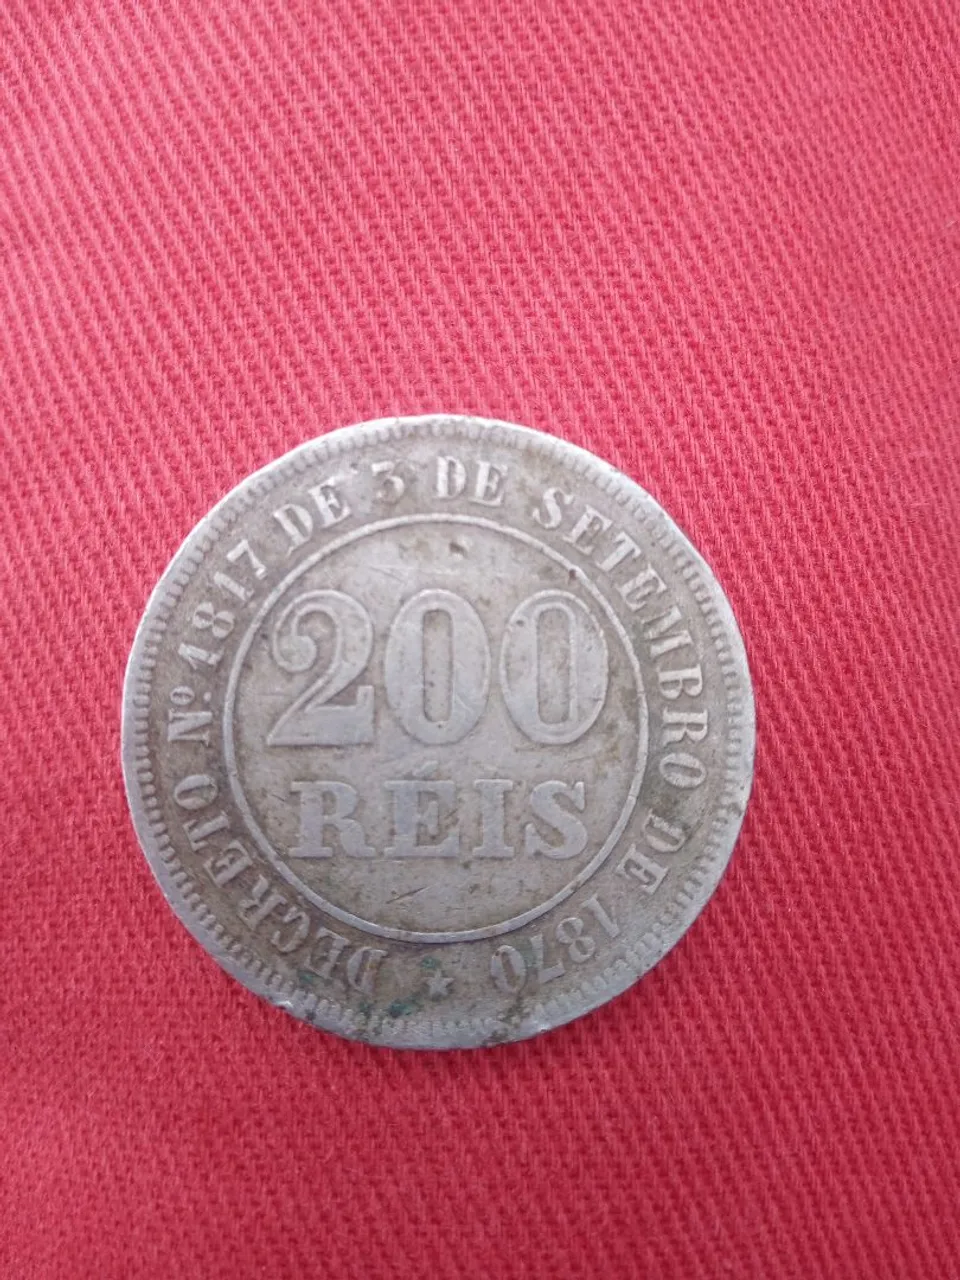 DECRETO Nº 1817 DE 3 DE SETEMBRO DE 1870
200
RÉIS